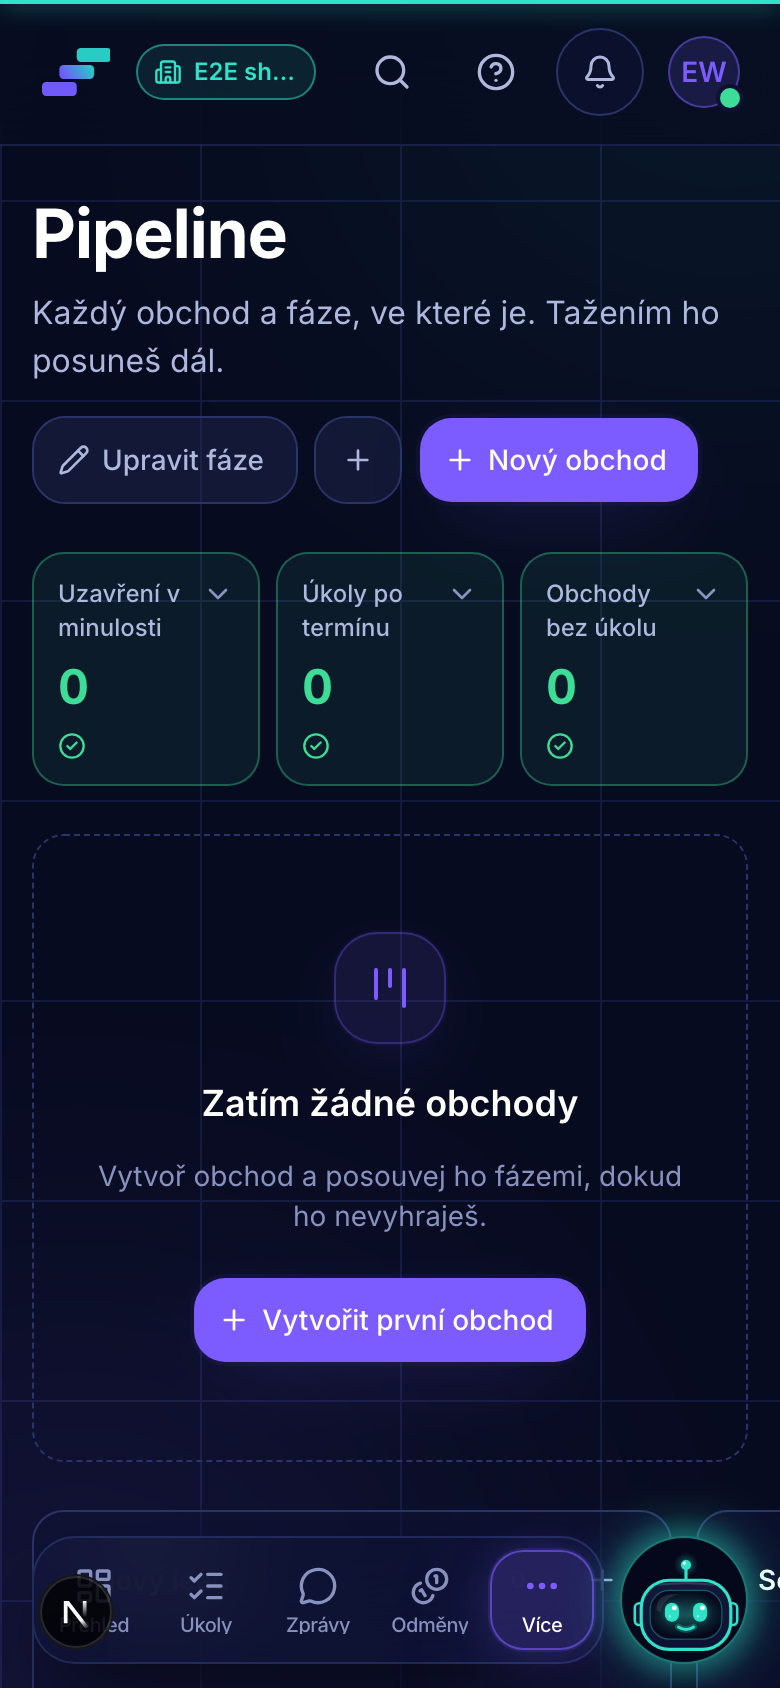 E2E sh...
EW
Pipeline
Každý obchod a fáze, ve které je. Tažením ho
posuneš dál.
Upravit fáze
+
+ Nový obchod
Uzavření v
minulosti
0
Úkoly po
termínu
0
Obchody
bez úkolu
0
Zatím žádné obchody
Vytvoř obchod a posouvej ho fázemi, dokud
ho nevyhraješ.
+ Vytvořit první obchod
N
Úkoly
Zprávy
Odměny
Více